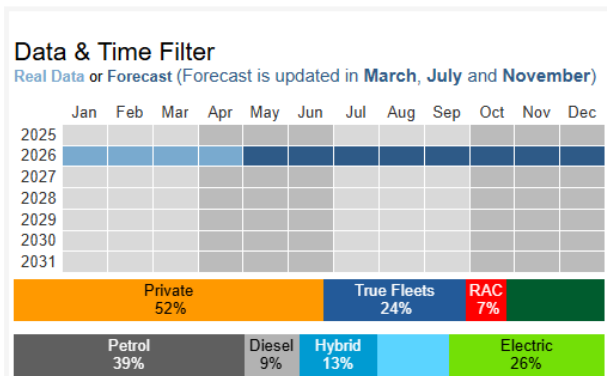 Data & Time Filter
Real Data or Forecast (Forecast is updated in March, July and November)
Jan Feb Mar Apr May Jun Jul Aug Sep Oct Nov Dec
2025
2026
2027
2028
2029
2030
2031
Private True Fleets RAC
52% 24% 7%
Petrol Diesel Hybrid Electric
39% 9% 13% 26%